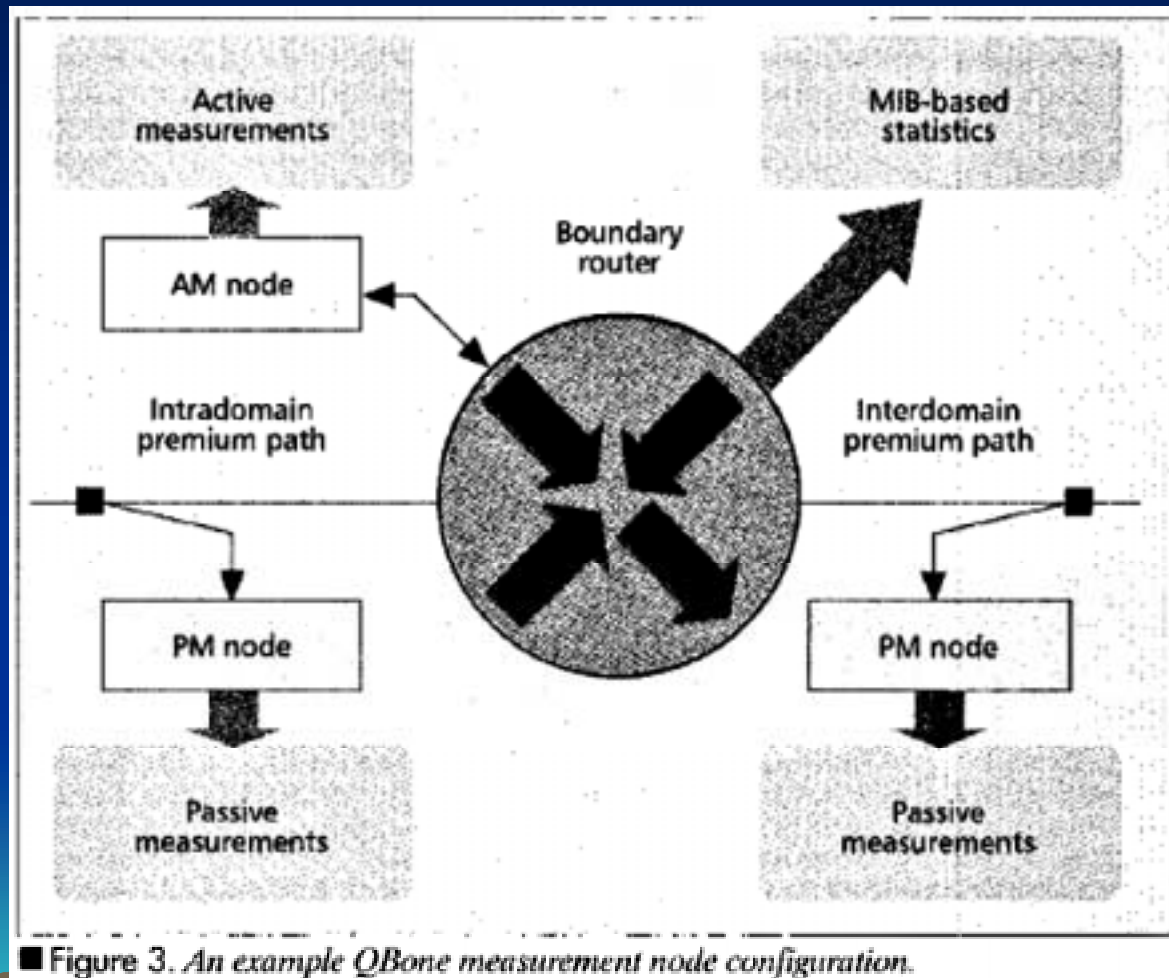 Active
measurements
MIB-based
statistics
Boundary
router
AM node
Intradomain
premium path
Interdomain
premium path
PM node
PM node
Passive
measurements
Passive
measurements
■ Figure 3. An example QBone measurement node configuration.